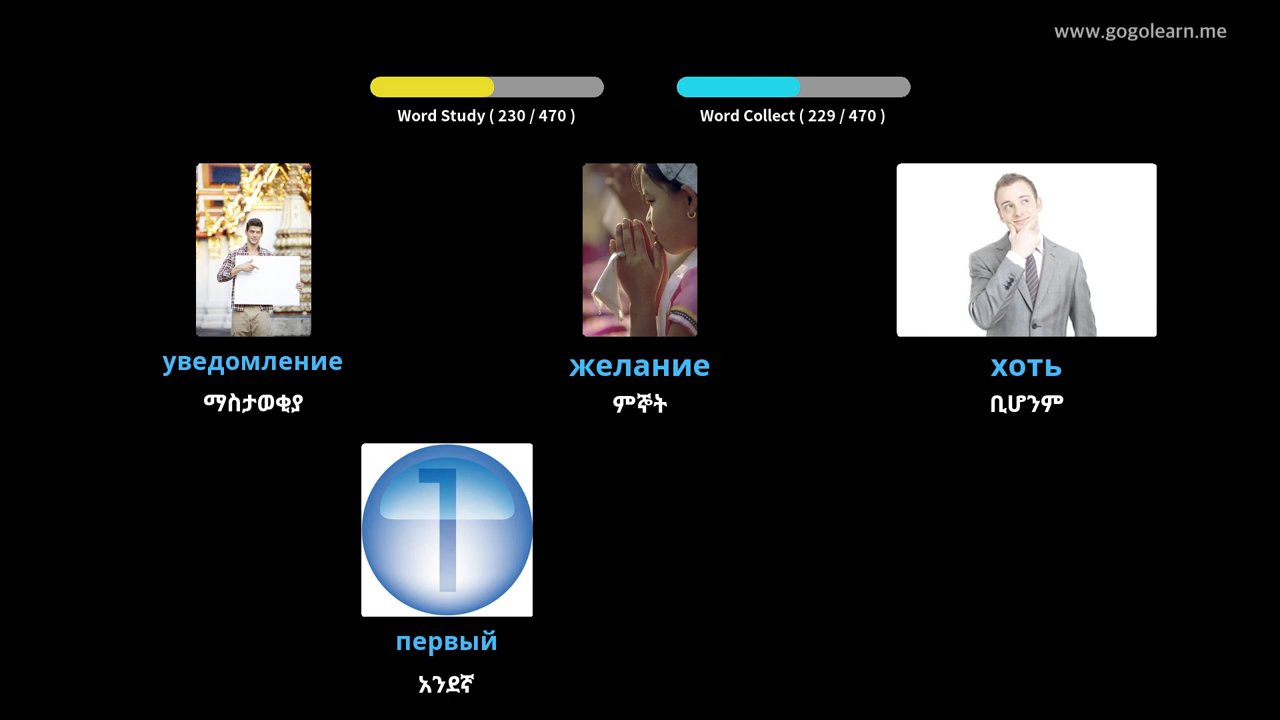 www.gogolearn.me
Word Study ( 230 / 470 )
Word Collect ( 229 / 470 )
уведомление
желание
хоть
ማስታወቂያ
ምኞት
ቢሆንም
1
первый
አንደኛ